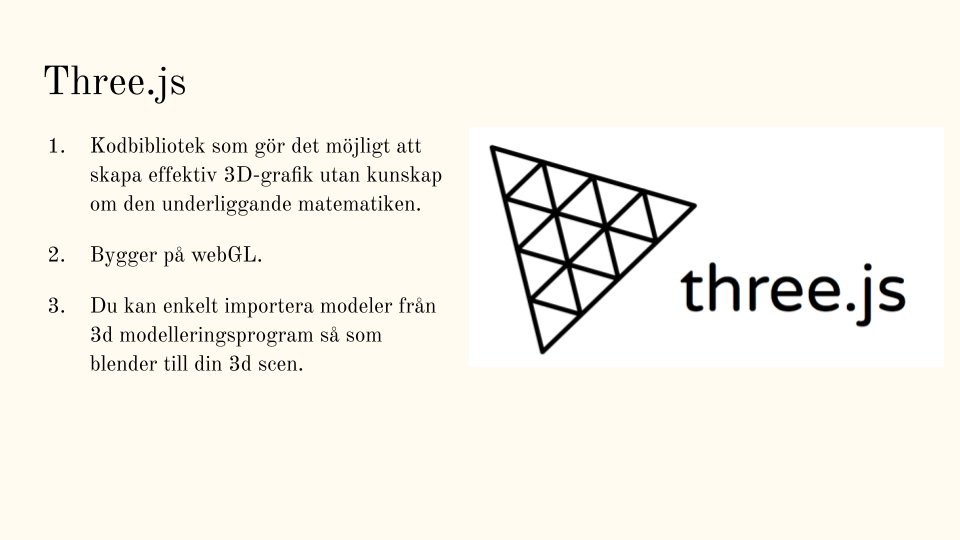 Three.js
1. Kodbibliotek som gör det möjligt att
skapa effektiv 3D-grafik utan kunskap
om den underliggande matematiken.
2. Bygger på webGL.
3. Du kan enkelt importera modeler från
3d modelleringsprogram så som
blender till din 3d scen.
three.js